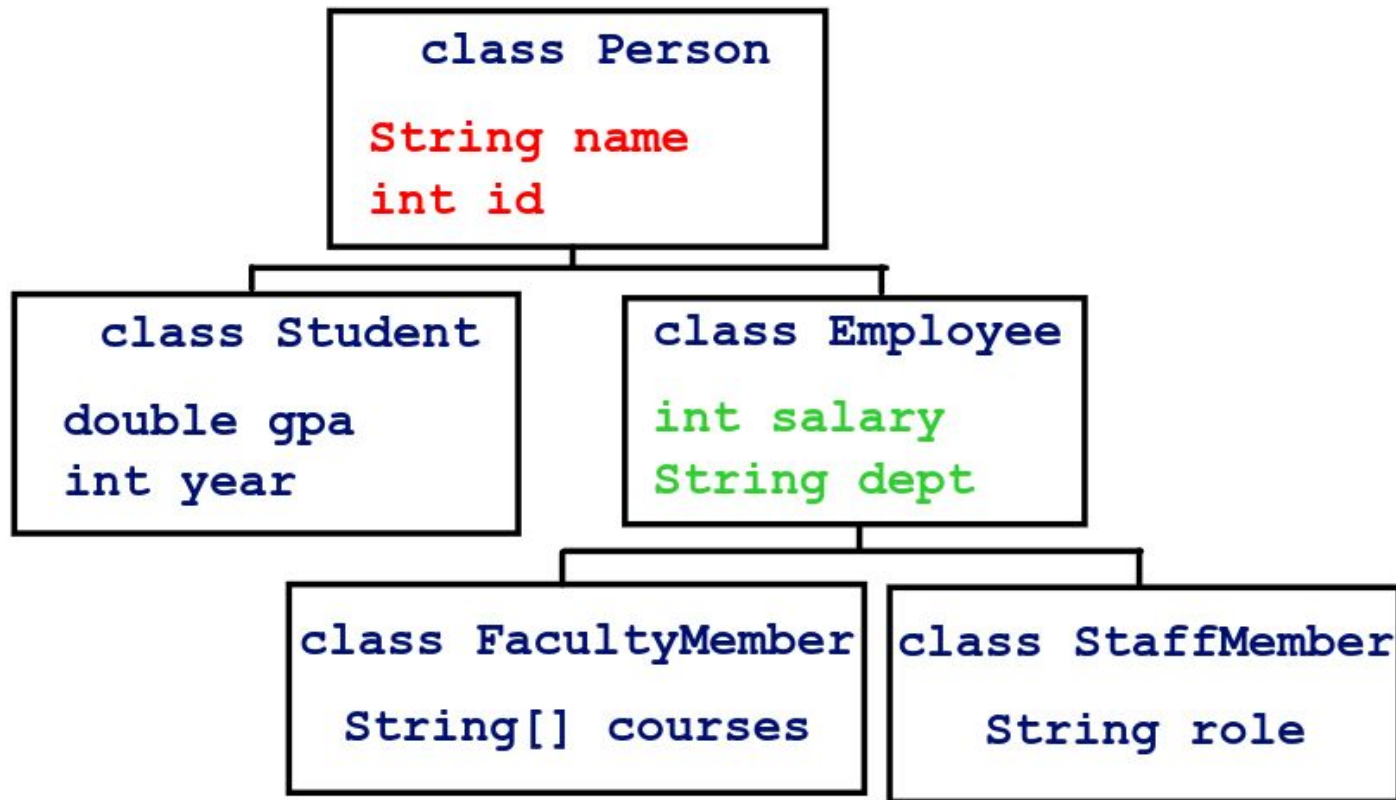 class Person
String name
int id
class Student
double gpa
int year
class Employee
int salary
String dept
class FacultyMember
String[] courses
class StaffMember
String role